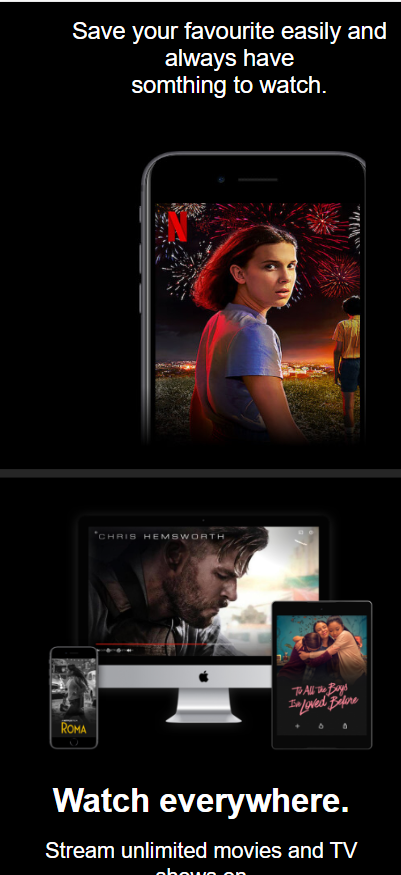 Save your favourite easily and
always have
somthing to watch.
N
CHRIS HEMSWORTH
ROMA
To All The Boys
I've Loved Before
Watch everywhere.
Stream unlimited movies and TV
shows on